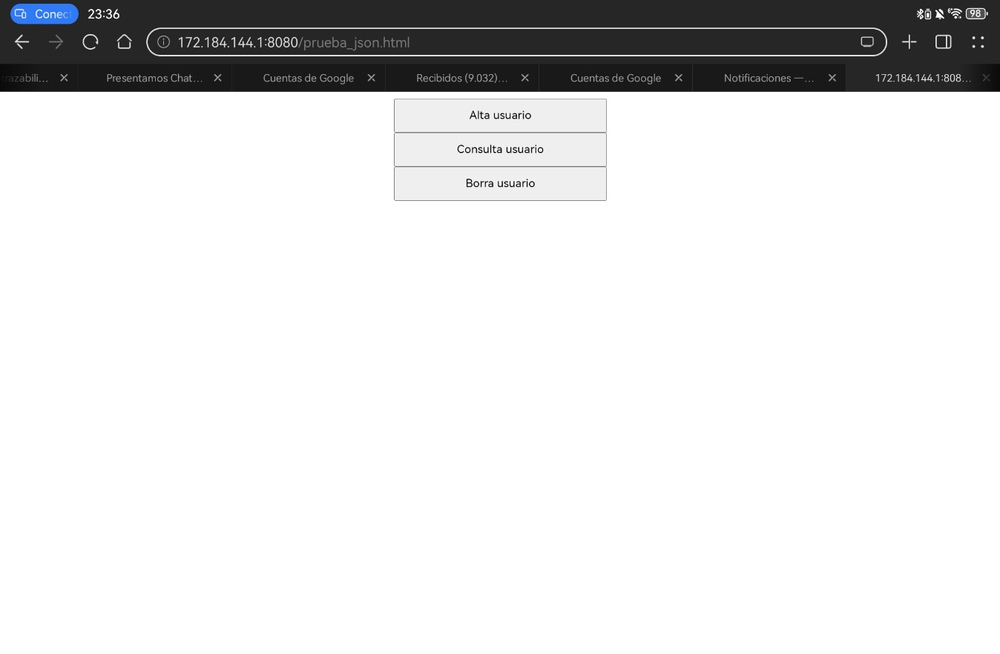 Conect 23:36 98
172.184.144.1:8080/prueba_json.html
trazabili... Presentamos Chat... Cuentas de Google Recibidos (9.032)... Cuentas de Google Notificaciones —... 172.184.144.1:808...
Alta usuario
Consulta usuario
Borra usuario